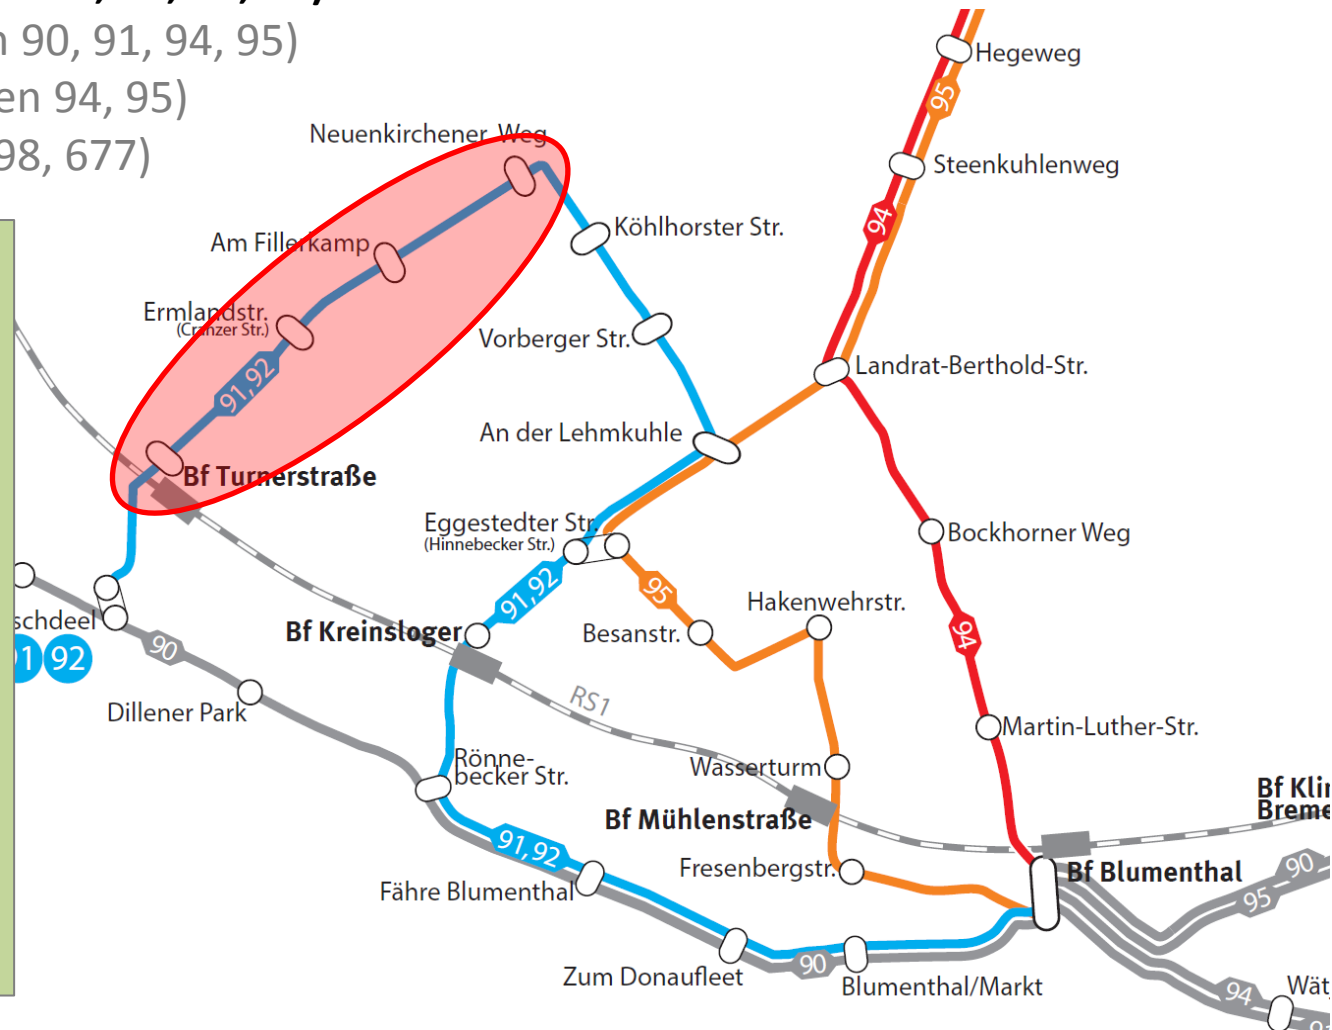 90, 91, 94, 95)
en 94, 95)
98, 677)
Hegeweg
95
Neuenkirchener Weg
Steenkuhlenweg
94
Köhlhorster Str.
Am Fillerkamp
Ermlandstr.
(Cranzer Str.)
Vorberger Str.
Landrat-Berthold-Str.
91,92
An der Lehmkuhle
Bf Turnerstraße
Eggestedter Str.
(Hinnebecker Str.)
Bockhorner Weg
91,92
95
Hakenwehrstr.
schdeel
Bf Kreinsloger
Besanstr.
94
1 92
90
RS1
Dillener Park
Martin-Luther-Str.
Rönne-
becker Str.
Wasserturm
Bf Mühlenstraße
91,92
Fresenbergstr.
Bf Blumenthal
90
95
Fähre Blumenthal
Zum Donaufleet
90
Blumenthal/Markt
94